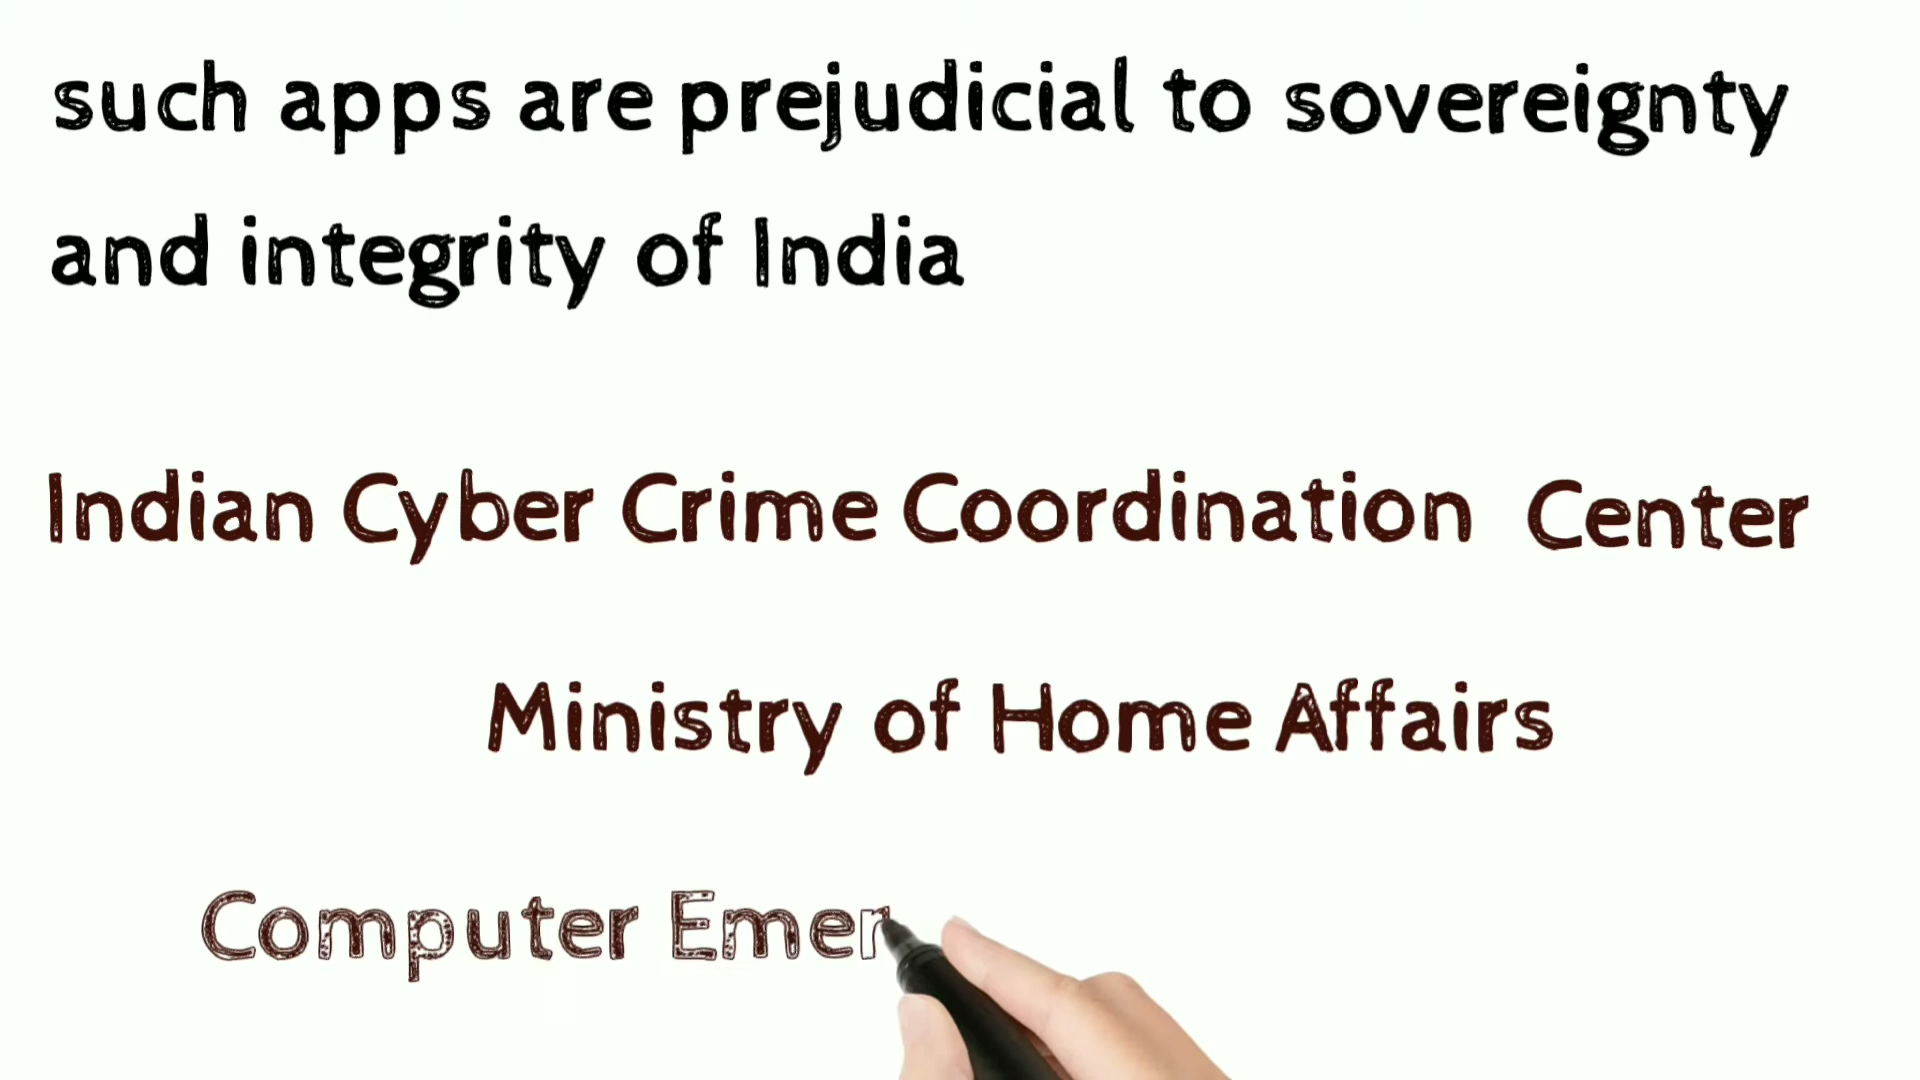 such apps are prejudicial to sovereignty
and integrity of India
Indian Cyber Crime Coordination Center
Ministry of Home Affairs
Computer Emer